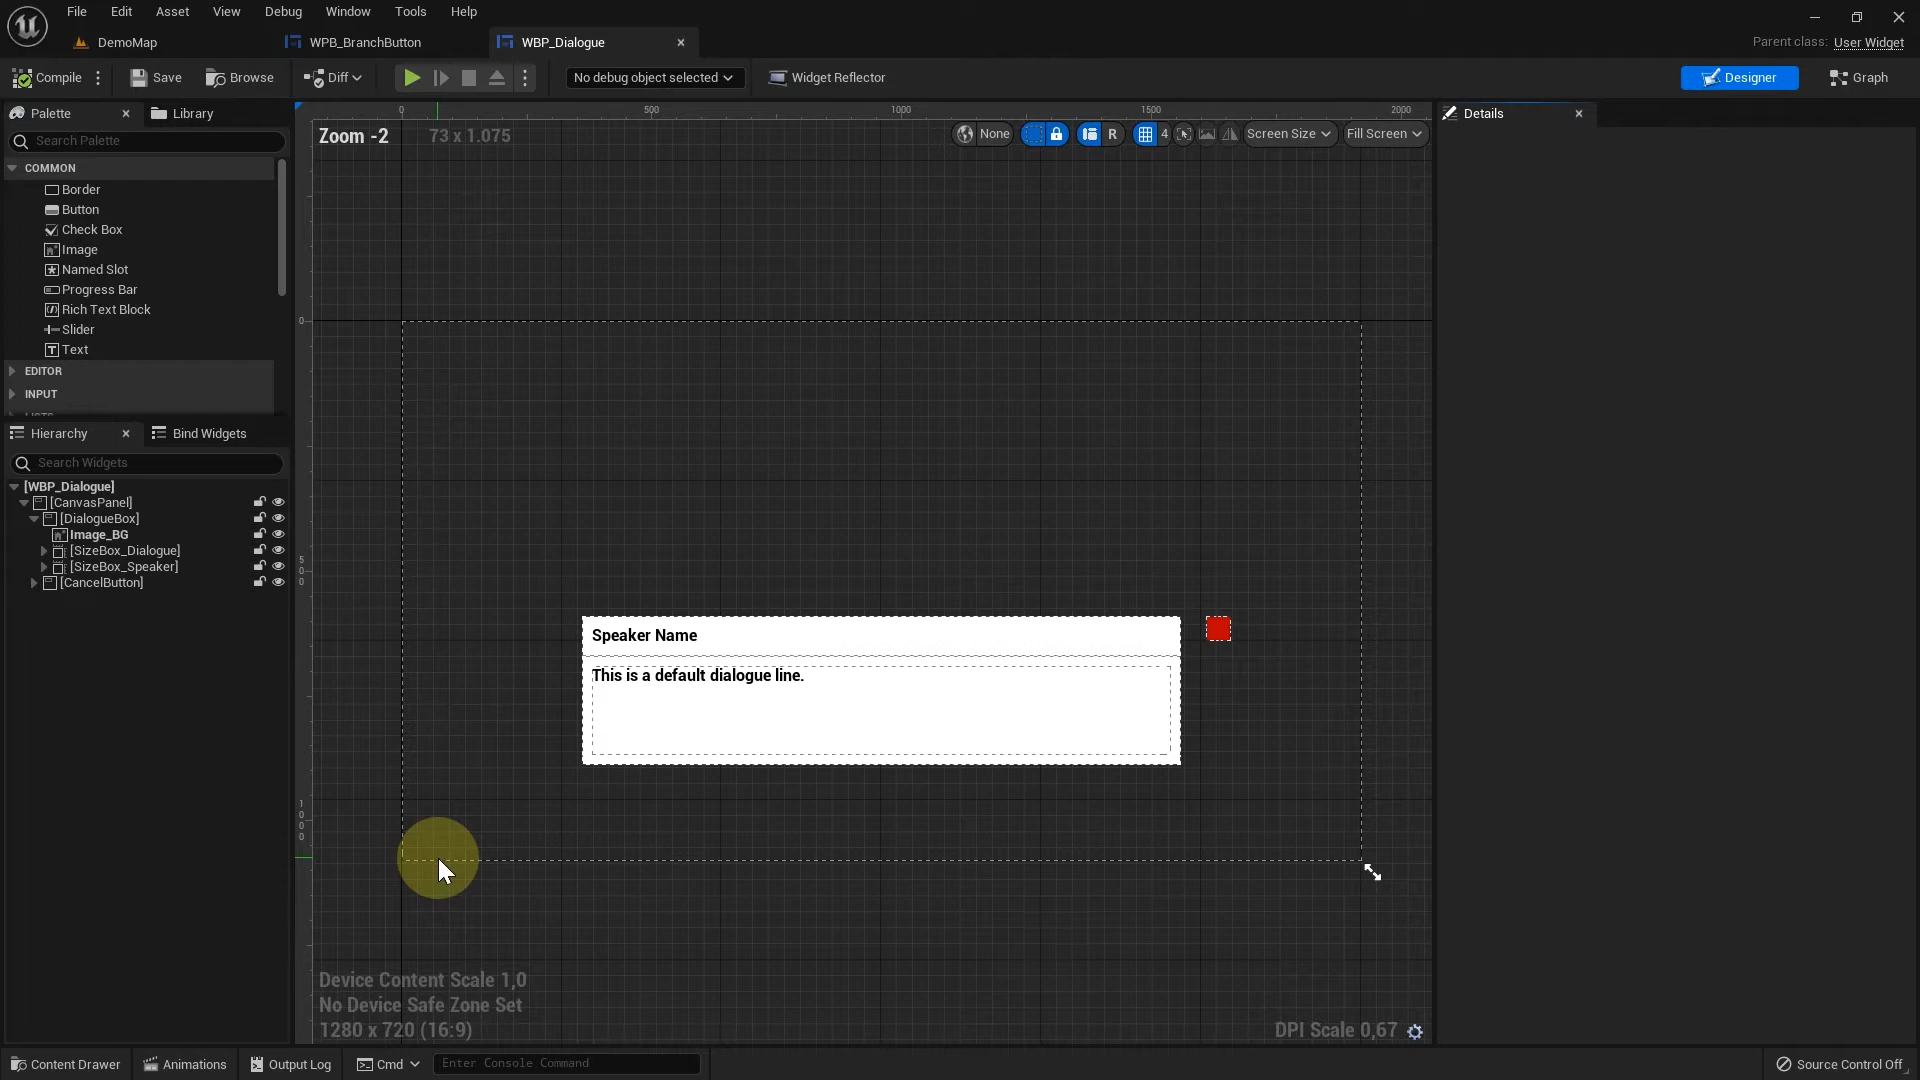 File Edit Asset View Debug Window Tools Help
DemoMap WPB_BranchButton WBP_Dialogue
Parent class: User Widget
Compile Save Browse Diff No debug object selected Widget Reflector Designer Graph
Palette Library
Search Palette
COMMON
Border
Button
Check Box
Image
Named Slot
Progress Bar
Rich Text Block
Slider
Text
EDITOR
INPUT
LISTS
Hierarchy Bind Widgets
Search Widgets
[WBP_Dialogue]
[CanvasPanel]
[DialogueBox]
Image_BG
[SizeBox_Dialogue]
[SizeBox_Speaker]
[CancelButton]
0 500 1000 1500 2000
Zoom -2 73 x 1.075
None R 4 Screen Size Fill Screen
0
500
1000
Speaker Name
This is a default dialogue line.
Device Content Scale 1,0
No Device Safe Zone Set
1280 x 720 (16:9)
DPI Scale 0,67
Details
Content Drawer Animations Output Log Cmd Enter Console Command Source Control Off